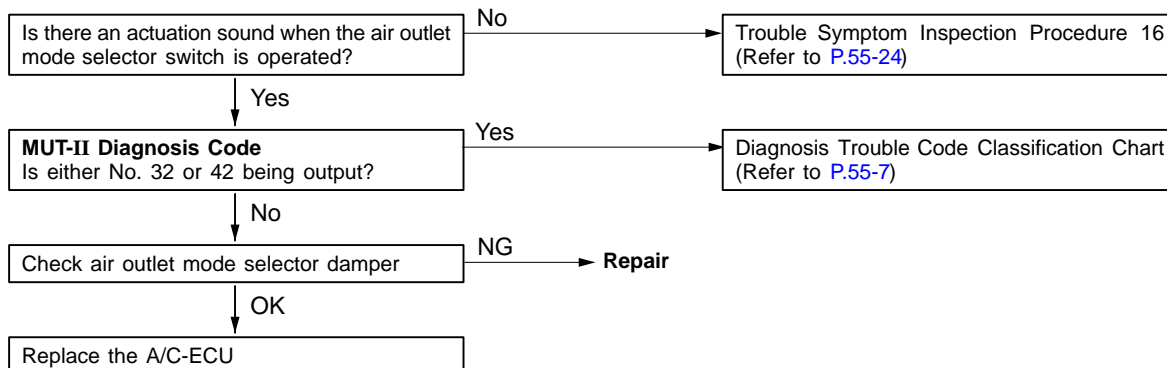 Is there an actuation sound when the air outlet
mode selector switch is operated?
No
Trouble Symptom Inspection Procedure 16
(Refer to P.55-24)
Yes
MUT-II Diagnosis Code
Is either No. 32 or 42 being output?
Yes
Diagnosis Trouble Code Classification Chart
(Refer to P.55-7)
No
Check air outlet mode selector damper
NG
Repair
OK
Replace the A/C-ECU